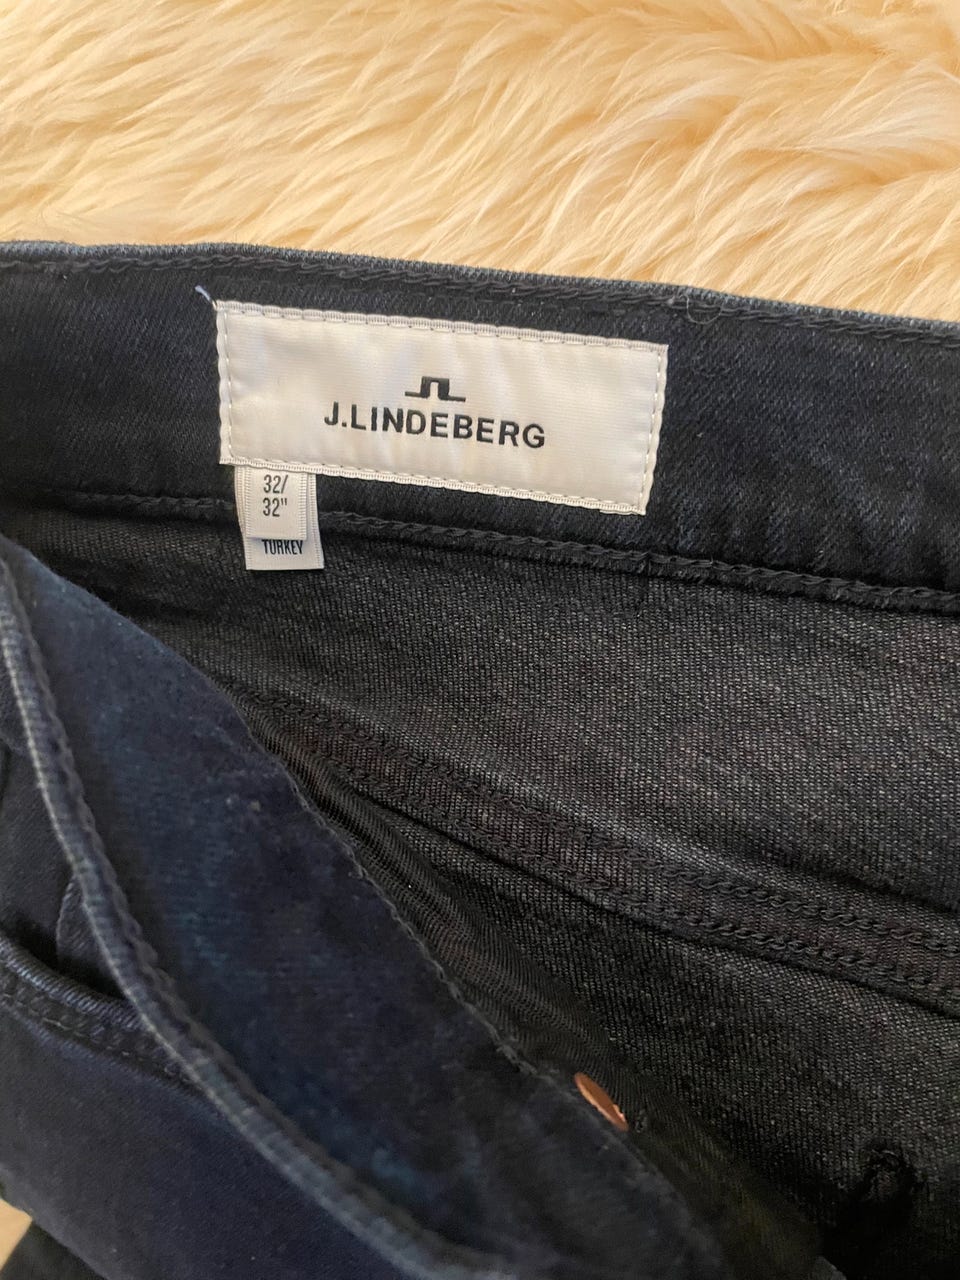 J.LINDEBERG
32/
32"
TURKEY